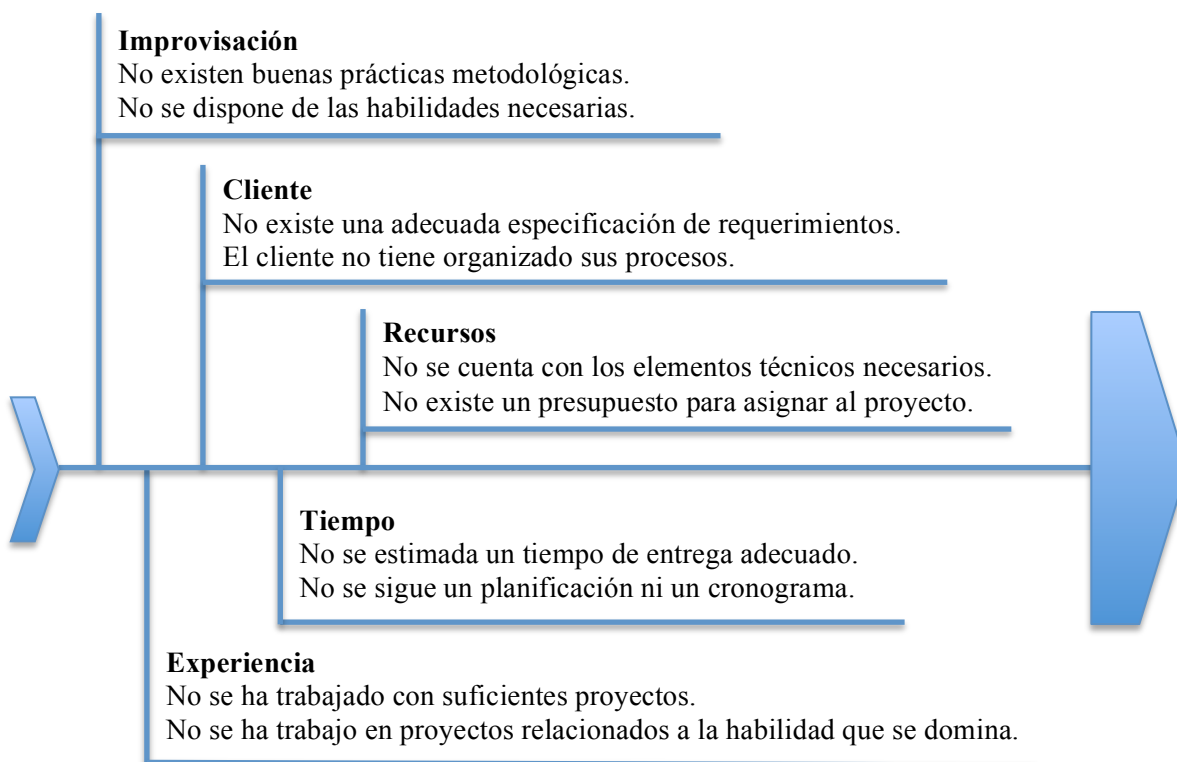 Improvisación
No existen buenas prácticas metodológicas.
No se dispone de las habilidades necesarias.
Cliente
No existe una adecuada especificación de requerimientos.
El cliente no tiene organizado sus procesos.
Recursos
No se cuenta con los elementos técnicos necesarios.
No existe un presupuesto para asignar al proyecto.
Tiempo
No se estimada un tiempo de entrega adecuado.
No se sigue un planificación ni un cronograma.
Experiencia
No se ha trabajado con suficientes proyectos.
No se ha trabajo en proyectos relacionados a la habilidad que se domina.